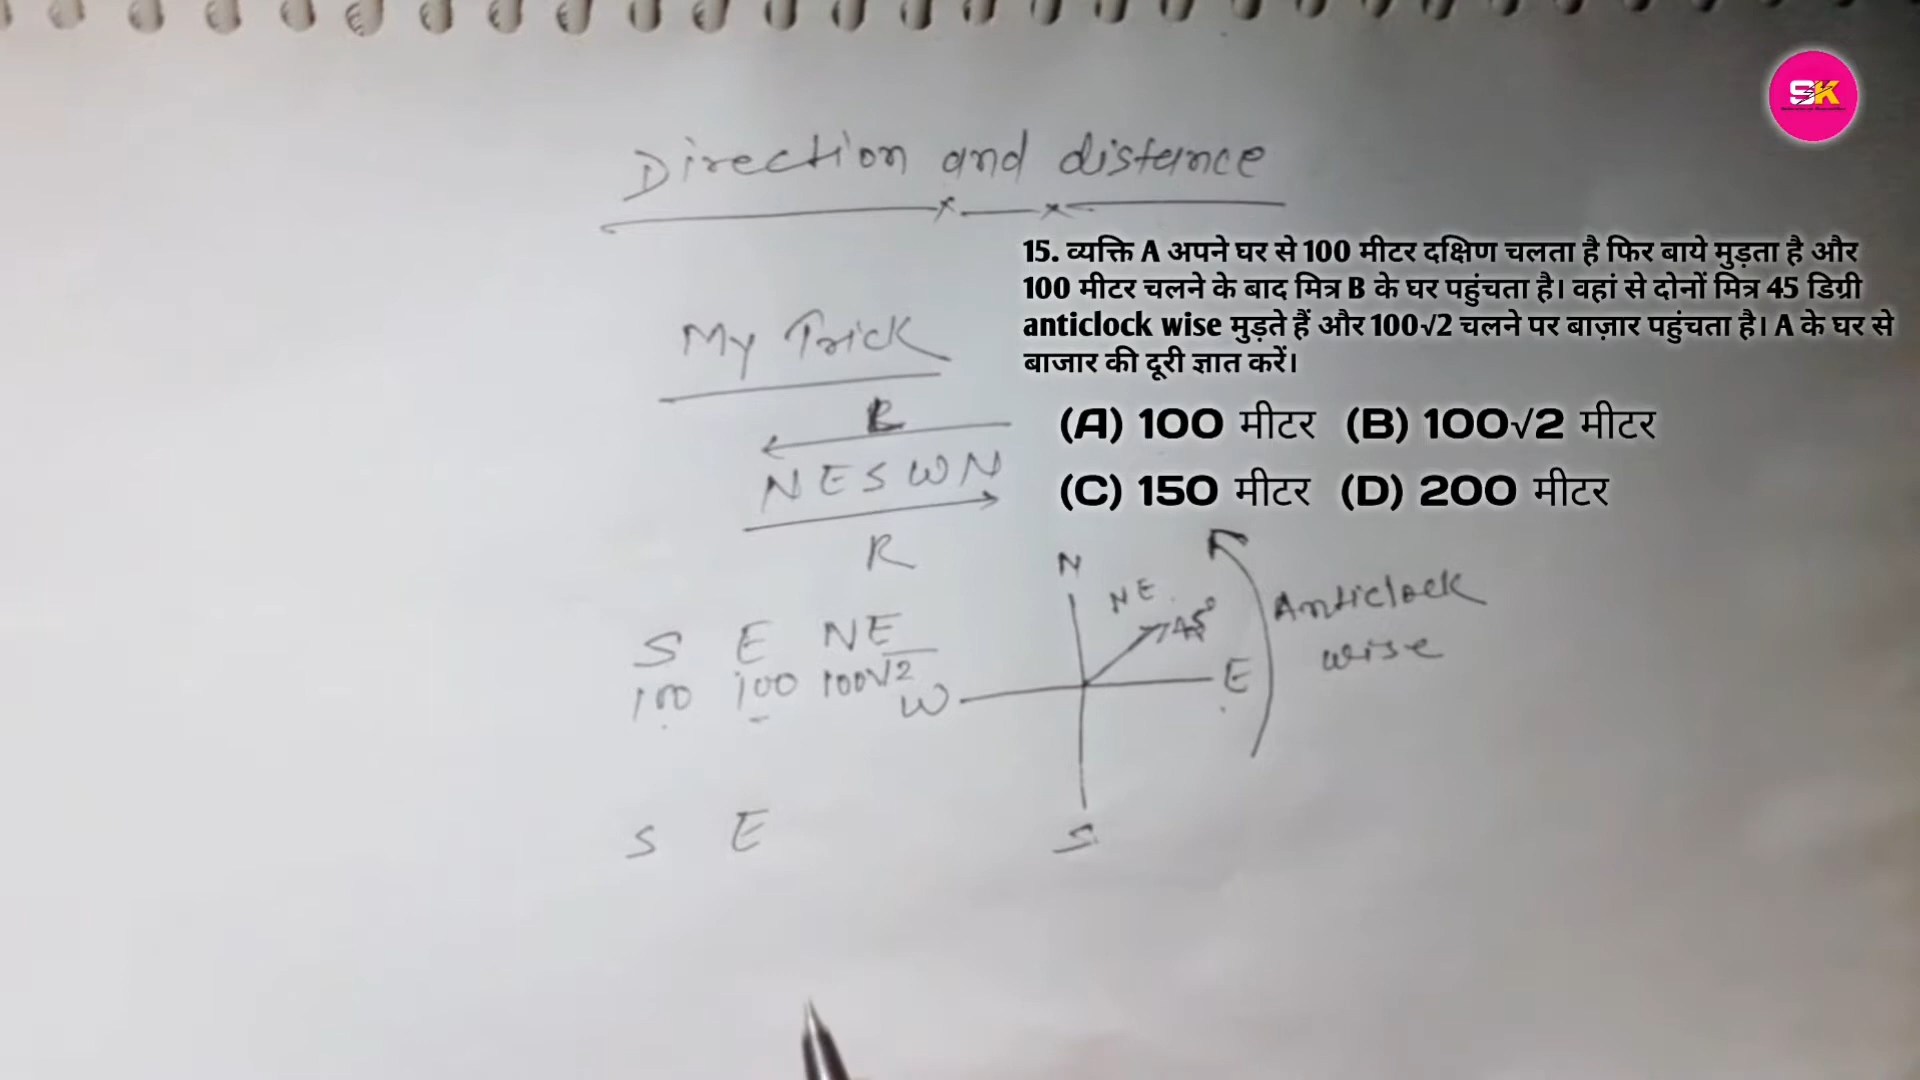 SK
Direction and distance
15. व्यक्ति A अपने घर से 100 मीटर दक्षिण चलता है फिर बाये मुड़ता है और
100 मीटर चलने के बाद मित्र B के घर पहुंचता है। वहां से दोनों मित्र 45 डिग्री
anticlock wise मुड़ते हैं और 100√2 चलने पर बाज़ार पहुंचता है। A के घर से
बाजार की दूरी ज्ञात करें।
My Trick
(A) 100 मीटर (B) 100√2 मीटर
N E S W N
(C) 150 मीटर (D) 200 मीटर
R
N
NE
45°
Anticlock
wise
S E NE
100 100 100√2
W
E
S E
S